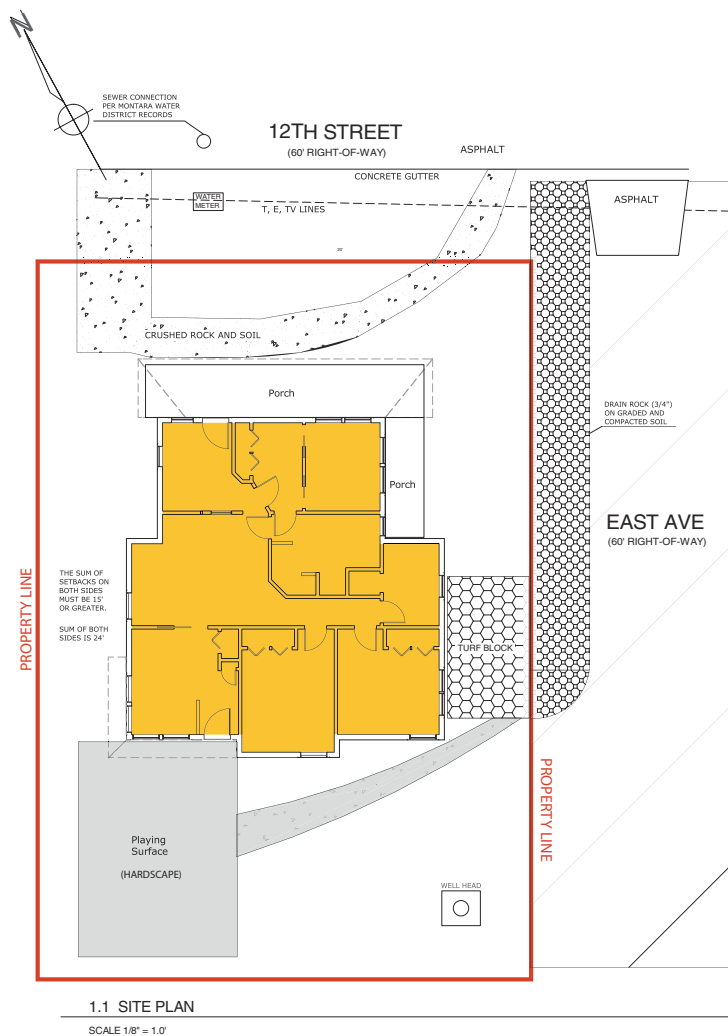 N
SEWER CONNECTION
PER MONTARA WATER
DISTRICT RECORDS
12TH STREET
(60' RIGHT-OF-WAY)
ASPHALT
CONCRETE GUTTER
WATER
METER
T, E, TV LINES
ASPHALT
CRUSHED ROCK AND SOIL
Porch
DRAIN ROCK (3/4")
ON GRADED AND
COMPACTED SOIL
Porch
EAST AVE
(60' RIGHT-OF-WAY)
THE SUM OF
SETBACKS ON
BOTH SIDES
MUST BE 15'
OR GREATER.
SUM OF BOTH
SIDES IS 24'
PROPERTY LINE
TURF BLOCK
PROPERTY LINE
Playing
Surface
(HARDSCAPE)
WELL HEAD
1.1 SITE PLAN
SCALE 1/8" = 1.0'